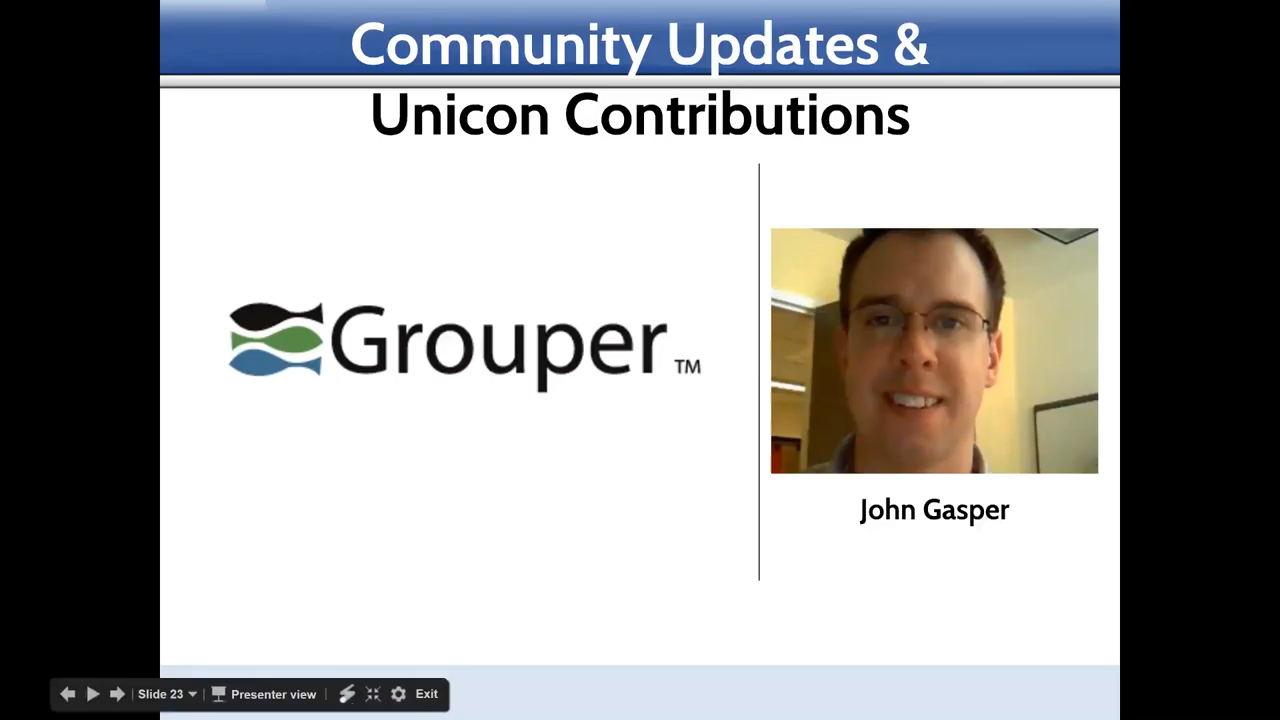 Community Updates &
Unicon Contributions
Grouper TM
John Gasper
Slide 23
Presenter view
Exit